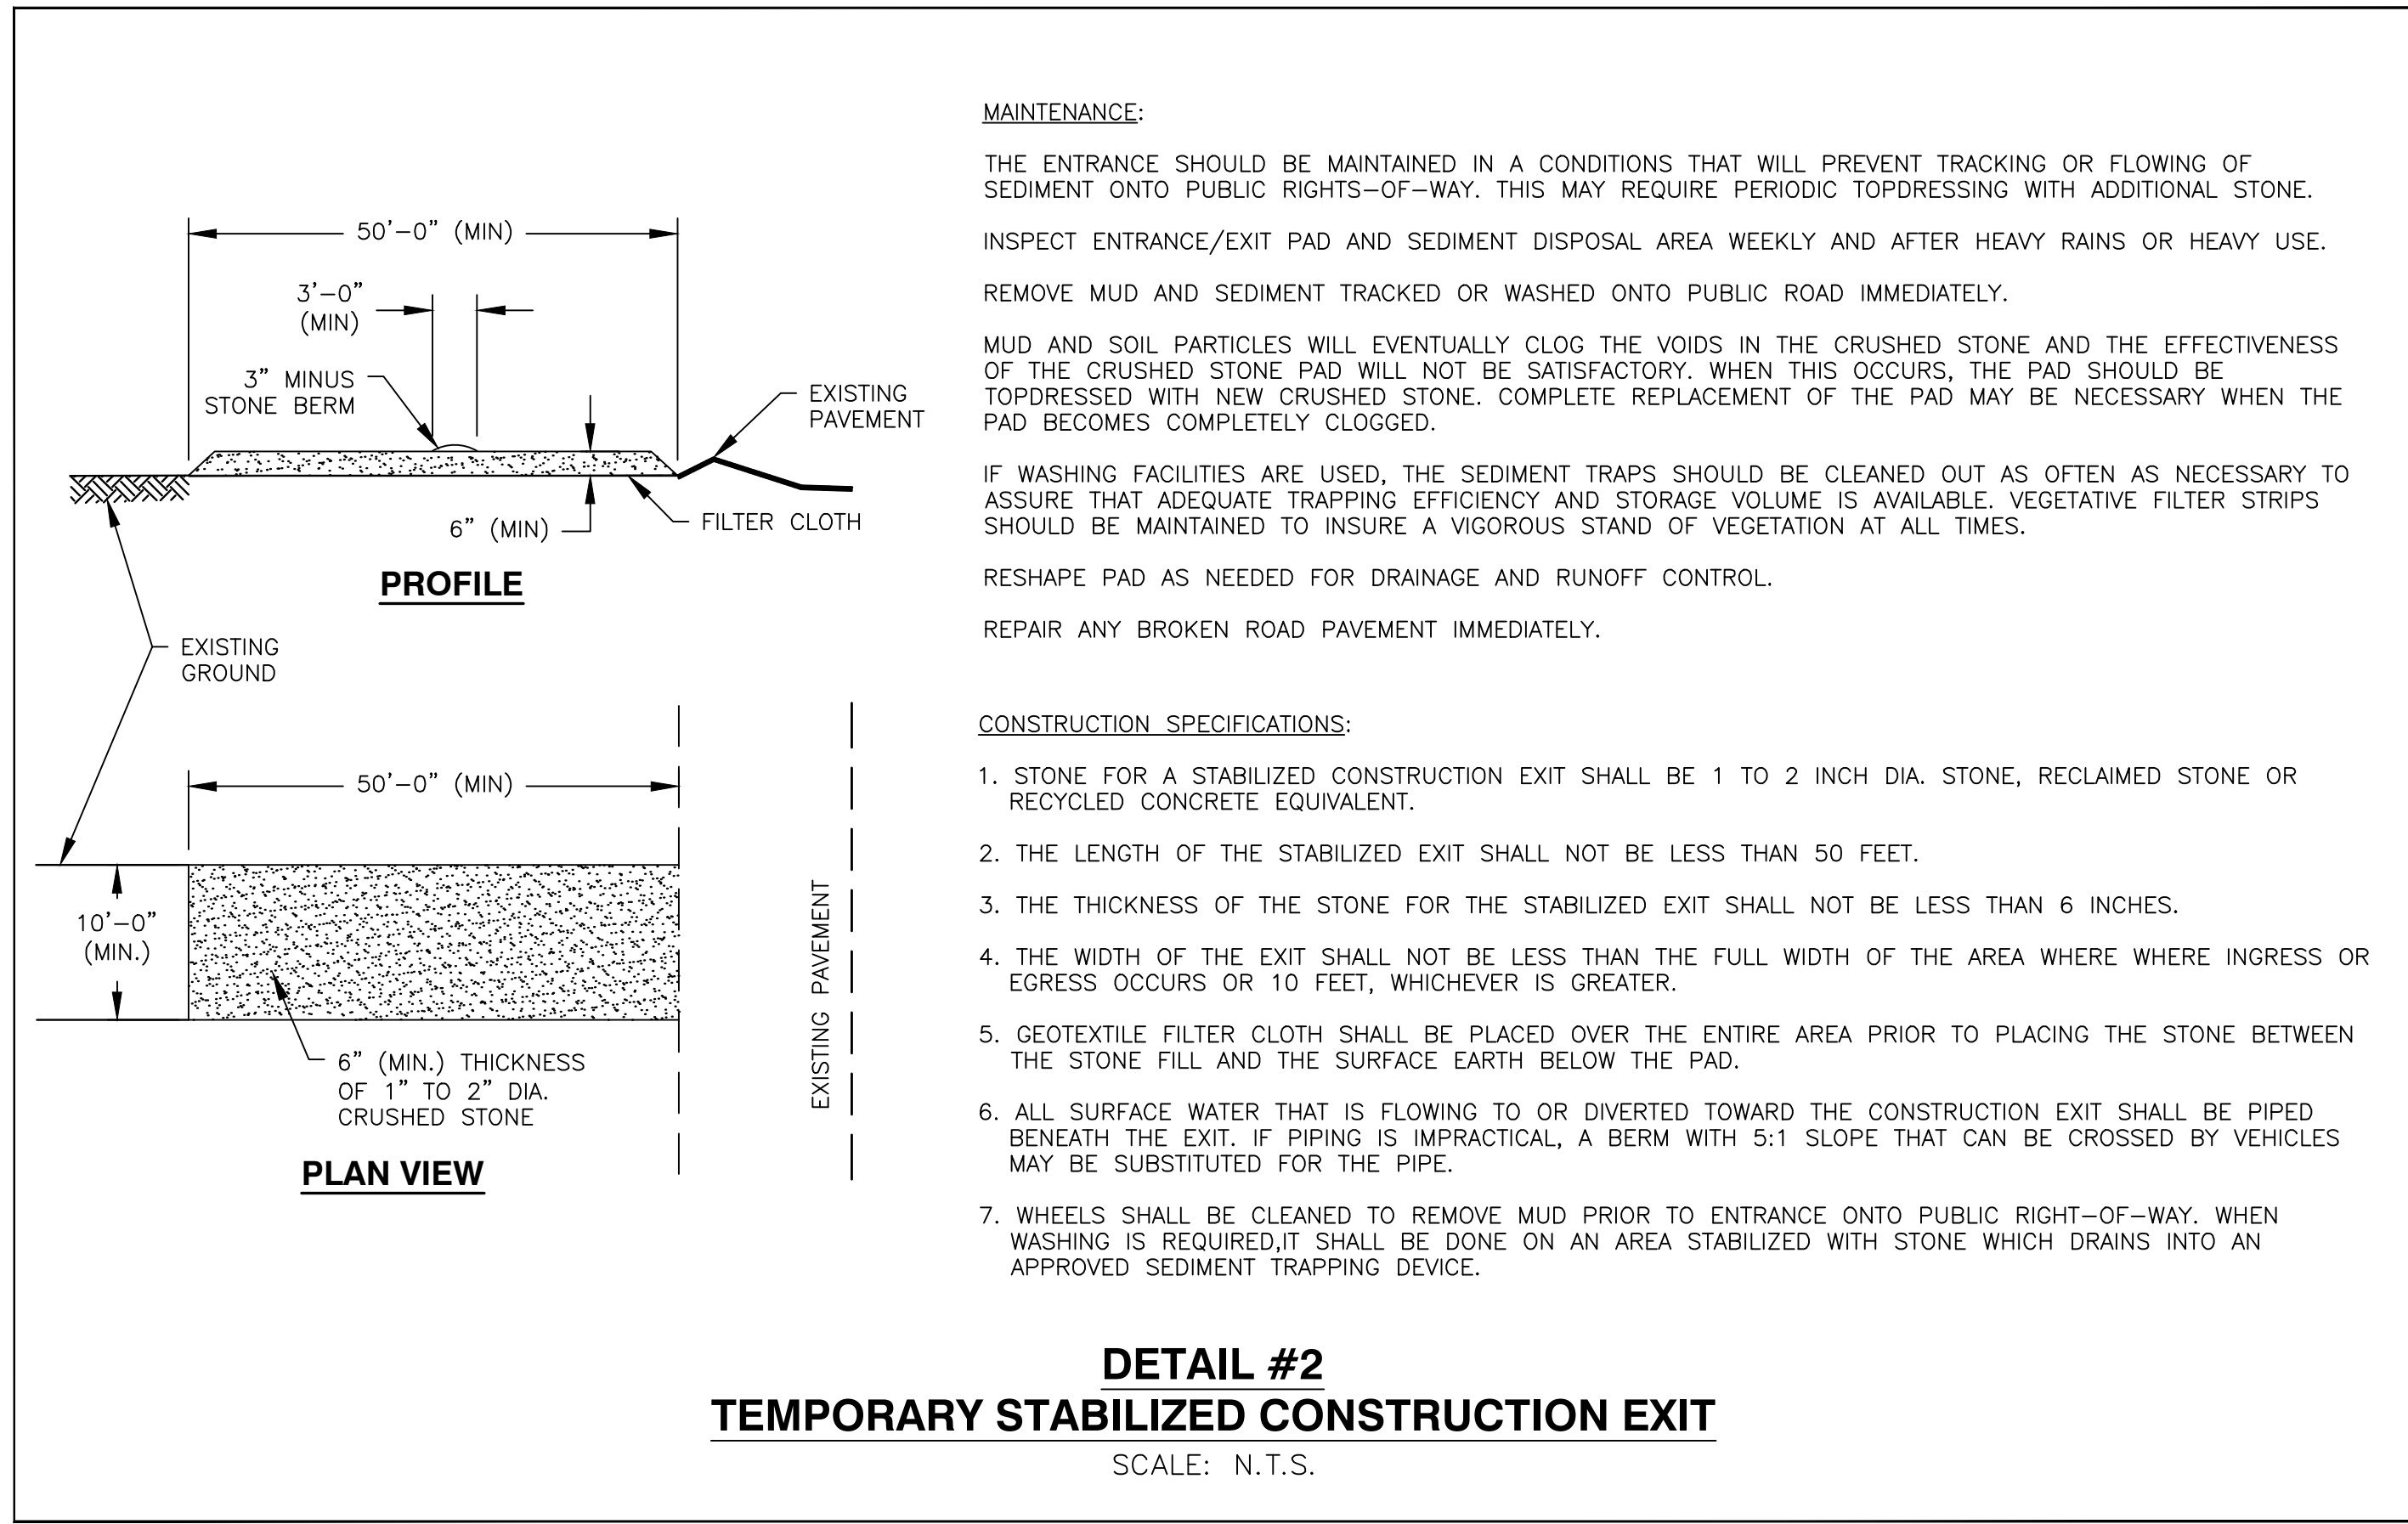 50'-0" (MIN)
3'-0"
(MIN)
3" MINUS
STONE BERM
EXISTING
PAVEMENT
6" (MIN)
FILTER CLOTH
PROFILE
EXISTING
GROUND
50'-0" (MIN)
10'-0"
(MIN.)
EXISTING PAVEMENT
6" (MIN.) THICKNESS
OF 1" TO 2" DIA.
CRUSHED STONE
PLAN VIEW
MAINTENANCE:
THE ENTRANCE SHOULD BE MAINTAINED IN A CONDITIONS THAT WILL PREVENT TRACKING OR FLOWING OF
SEDIMENT ONTO PUBLIC RIGHTS-OF-WAY. THIS MAY REQUIRE PERIODIC TOPDRESSING WITH ADDITIONAL STONE.
INSPECT ENTRANCE/EXIT PAD AND SEDIMENT DISPOSAL AREA WEEKLY AND AFTER HEAVY RAINS OR HEAVY USE.
REMOVE MUD AND SEDIMENT TRACKED OR WASHED ONTO PUBLIC ROAD IMMEDIATELY.
MUD AND SOIL PARTICLES WILL EVENTUALLY CLOG THE VOIDS IN THE CRUSHED STONE AND THE EFFECTIVENESS
OF THE CRUSHED STONE PAD WILL NOT BE SATISFACTORY. WHEN THIS OCCURS, THE PAD SHOULD BE
TOPDRESSED WITH NEW CRUSHED STONE. COMPLETE REPLACEMENT OF THE PAD MAY BE NECESSARY WHEN THE
PAD BECOMES COMPLETELY CLOGGED.
IF WASHING FACILITIES ARE USED, THE SEDIMENT TRAPS SHOULD BE CLEANED OUT AS OFTEN AS NECESSARY TO
ASSURE THAT ADEQUATE TRAPPING EFFICIENCY AND STORAGE VOLUME IS AVAILABLE. VEGETATIVE FILTER STRIPS
SHOULD BE MAINTAINED TO INSURE A VIGOROUS STAND OF VEGETATION AT ALL TIMES.
RESHAPE PAD AS NEEDED FOR DRAINAGE AND RUNOFF CONTROL.
REPAIR ANY BROKEN ROAD PAVEMENT IMMEDIATELY.
CONSTRUCTION SPECIFICATIONS:
1. STONE FOR A STABILIZED CONSTRUCTION EXIT SHALL BE 1 TO 2 INCH DIA. STONE, RECLAIMED STONE OR
RECYCLED CONCRETE EQUIVALENT.
2. THE LENGTH OF THE STABILIZED EXIT SHALL NOT BE LESS THAN 50 FEET.
3. THE THICKNESS OF THE STONE FOR THE STABILIZED EXIT SHALL NOT BE LESS THAN 6 INCHES.
4. THE WIDTH OF THE EXIT SHALL NOT BE LESS THAN THE FULL WIDTH OF THE AREA WHERE WHERE INGRESS OR
EGRESS OCCURS OR 10 FEET, WHICHEVER IS GREATER.
5. GEOTEXTILE FILTER CLOTH SHALL BE PLACED OVER THE ENTIRE AREA PRIOR TO PLACING THE STONE BETWEEN
THE STONE FILL AND THE SURFACE EARTH BELOW THE PAD.
6. ALL SURFACE WATER THAT IS FLOWING TO OR DIVERTED TOWARD THE CONSTRUCTION EXIT SHALL BE PIPED
BENEATH THE EXIT. IF PIPING IS IMPRACTICAL, A BERM WITH 5:1 SLOPE THAT CAN BE CROSSED BY VEHICLES
MAY BE SUBSTITUTED FOR THE PIPE.
7. WHEELS SHALL BE CLEANED TO REMOVE MUD PRIOR TO ENTRANCE ONTO PUBLIC RIGHT-OF-WAY. WHEN
WASHING IS REQUIRED,IT SHALL BE DONE ON AN AREA STABILIZED WITH STONE WHICH DRAINS INTO AN
APPROVED SEDIMENT TRAPPING DEVICE.
DETAIL #2
TEMPORARY STABILIZED CONSTRUCTION EXIT
SCALE: N.T.S.